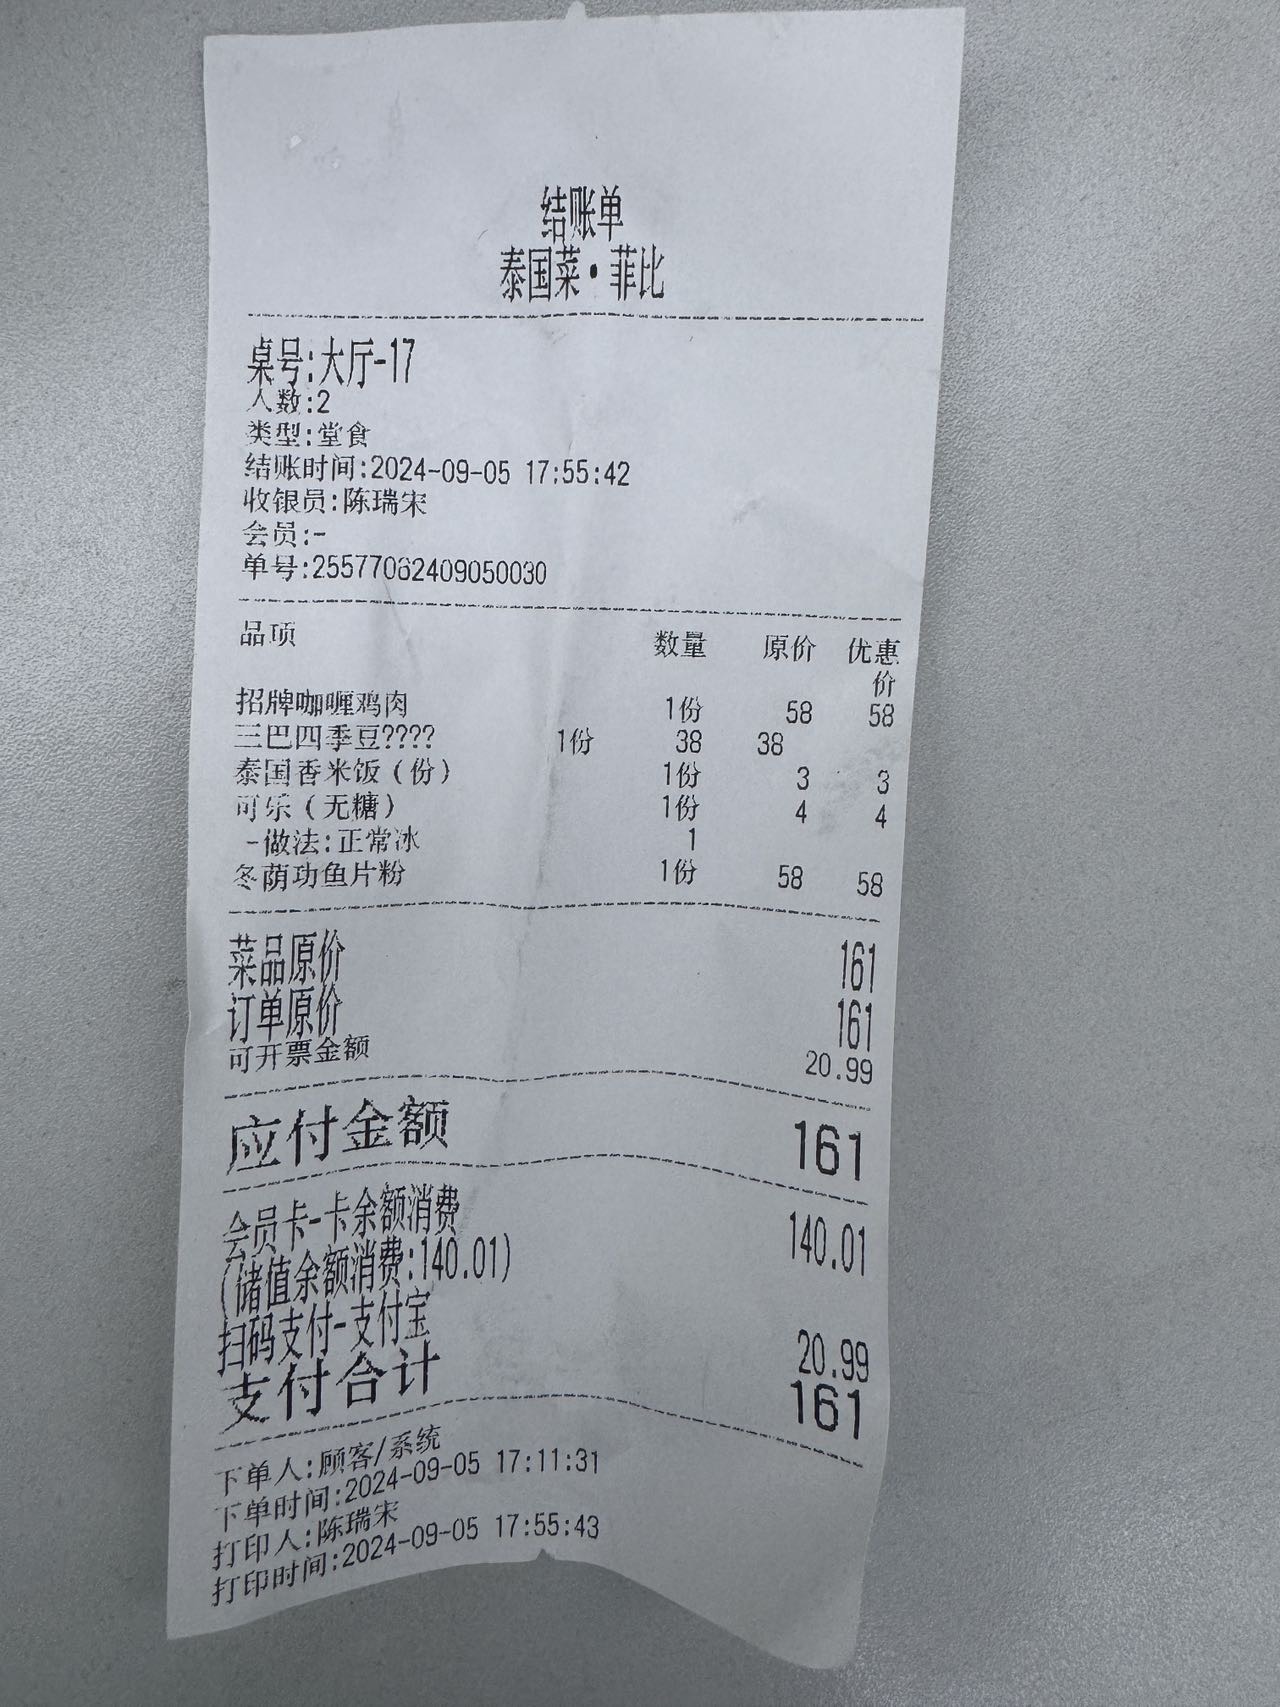 结账单
泰国菜·菲比
桌号:大厅-17
人数:2
类型:堂食
结账时间:2024-09-05 17:55:42
收银员:陈瑞宋
会员:-
单号:25577062409050030
品项 数量 原价 优惠价
招牌咖喱鸡肉 1份 58 58
三巴四季豆???? 1份 38 38
泰国香米饭（份） 1份 3 3
可乐（无糖） 1份 4 4
-做法:正常冰 1
冬荫功鱼片粉 1份 58 58
菜品原价 161
订单原价 161
可开票金额 20.99
应付金额 161
会员卡-卡余额消费 140.01
(储值余额消费:140.01)
扫码支付-支付宝 20.99
支付合计 161
下单人:顾客/系统
下单时间:2024-09-05 17:11:31
打印人:陈瑞宋
打印时间:2024-09-05 17:55:43